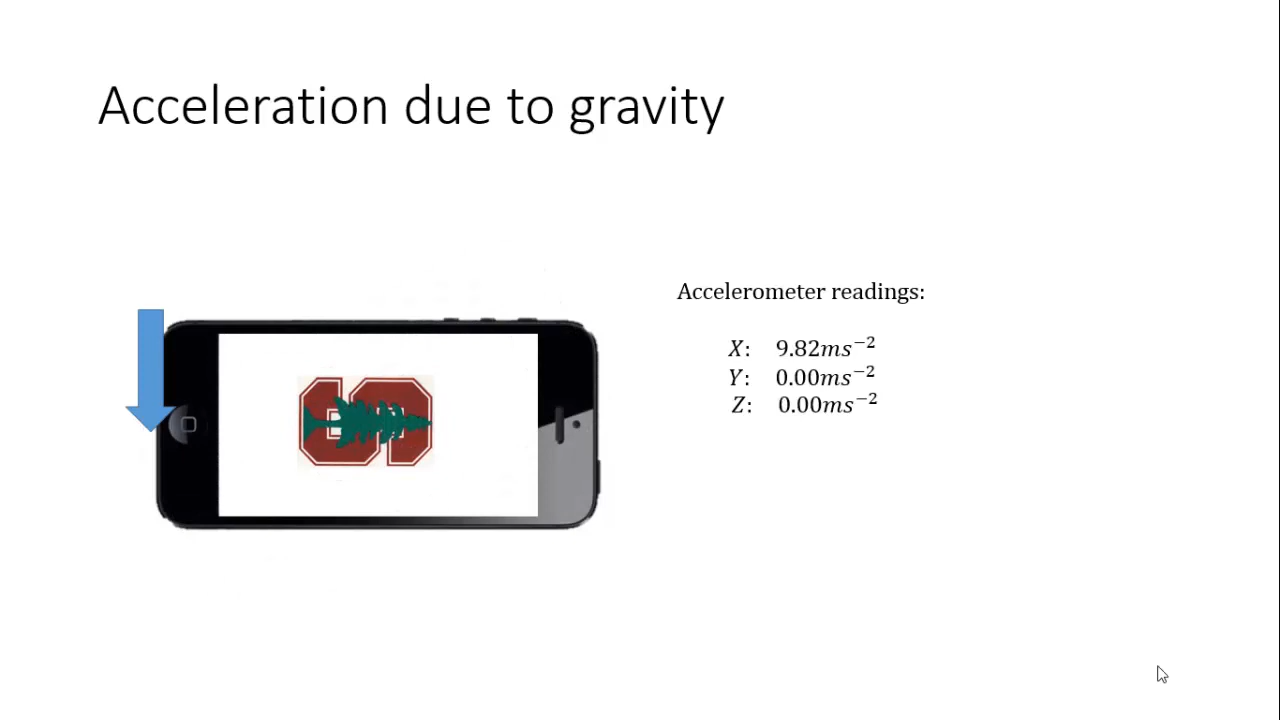 Acceleration due to gravity
Accelerometer readings:
X: 9.82ms⁻²
Y: 0.00ms⁻²
Z: 0.00ms⁻²